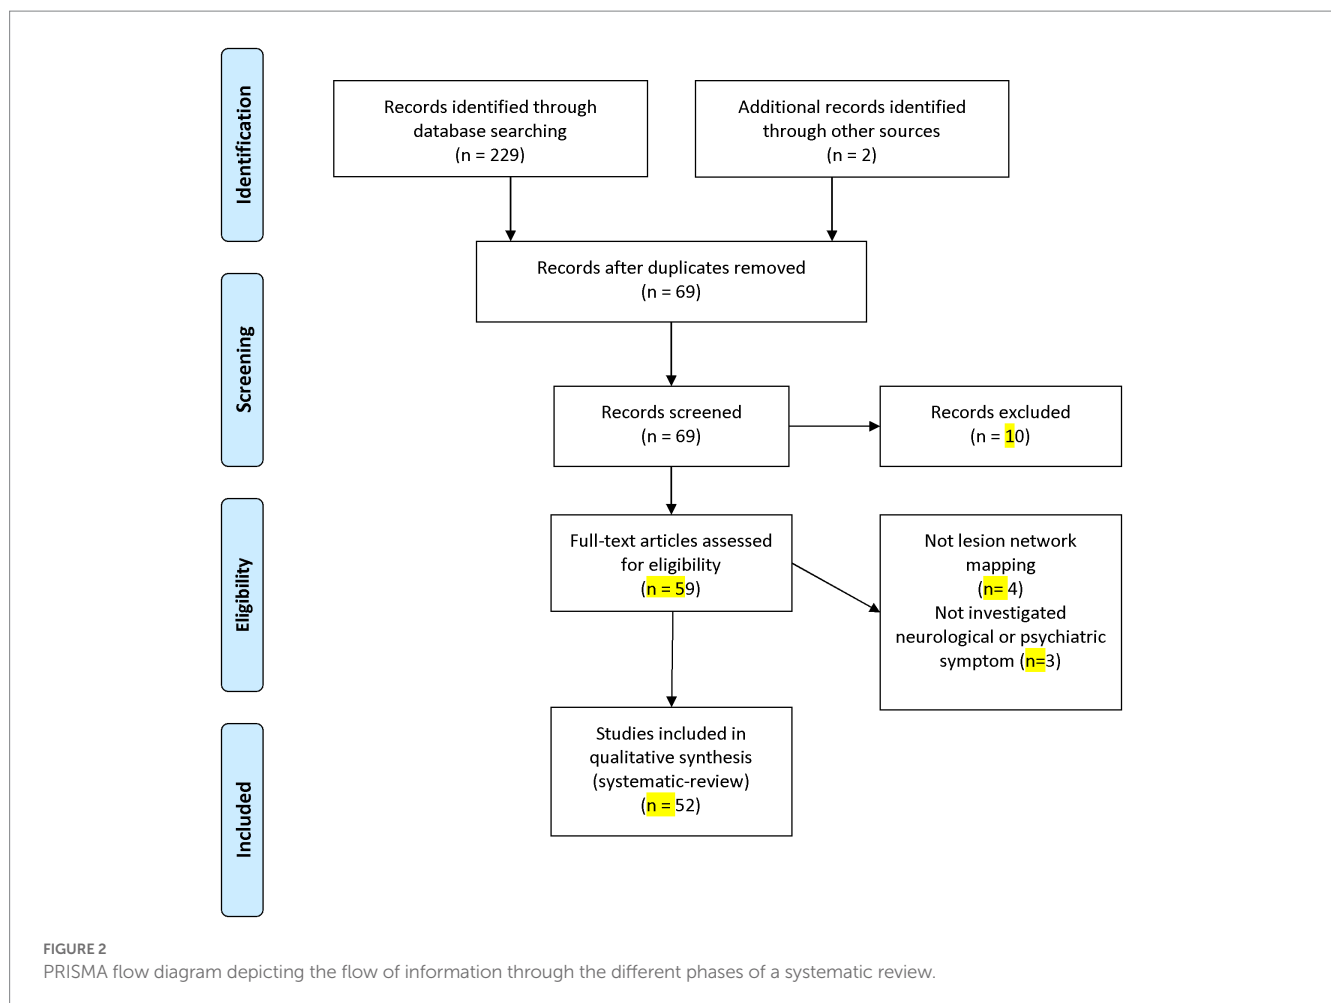 Identification
Records identified through
database searching
(n = 229)
Additional records identified
through other sources
(n = 2)
Records after duplicates removed
(n = 69)
Screening
Records screened
(n = 69)
Records excluded
(n = 10)
Eligibility
Full-text articles assessed
for eligibility
(n = 59)
Not lesion network
mapping
(n= 4)
Not investigated
neurological or psychiatric
symptom (n=3)
Included
Studies included in
qualitative synthesis
(systematic-review)
(n = 52)
FIGURE 2
PRISMA flow diagram depicting the flow of information through the different phases of a systematic review.